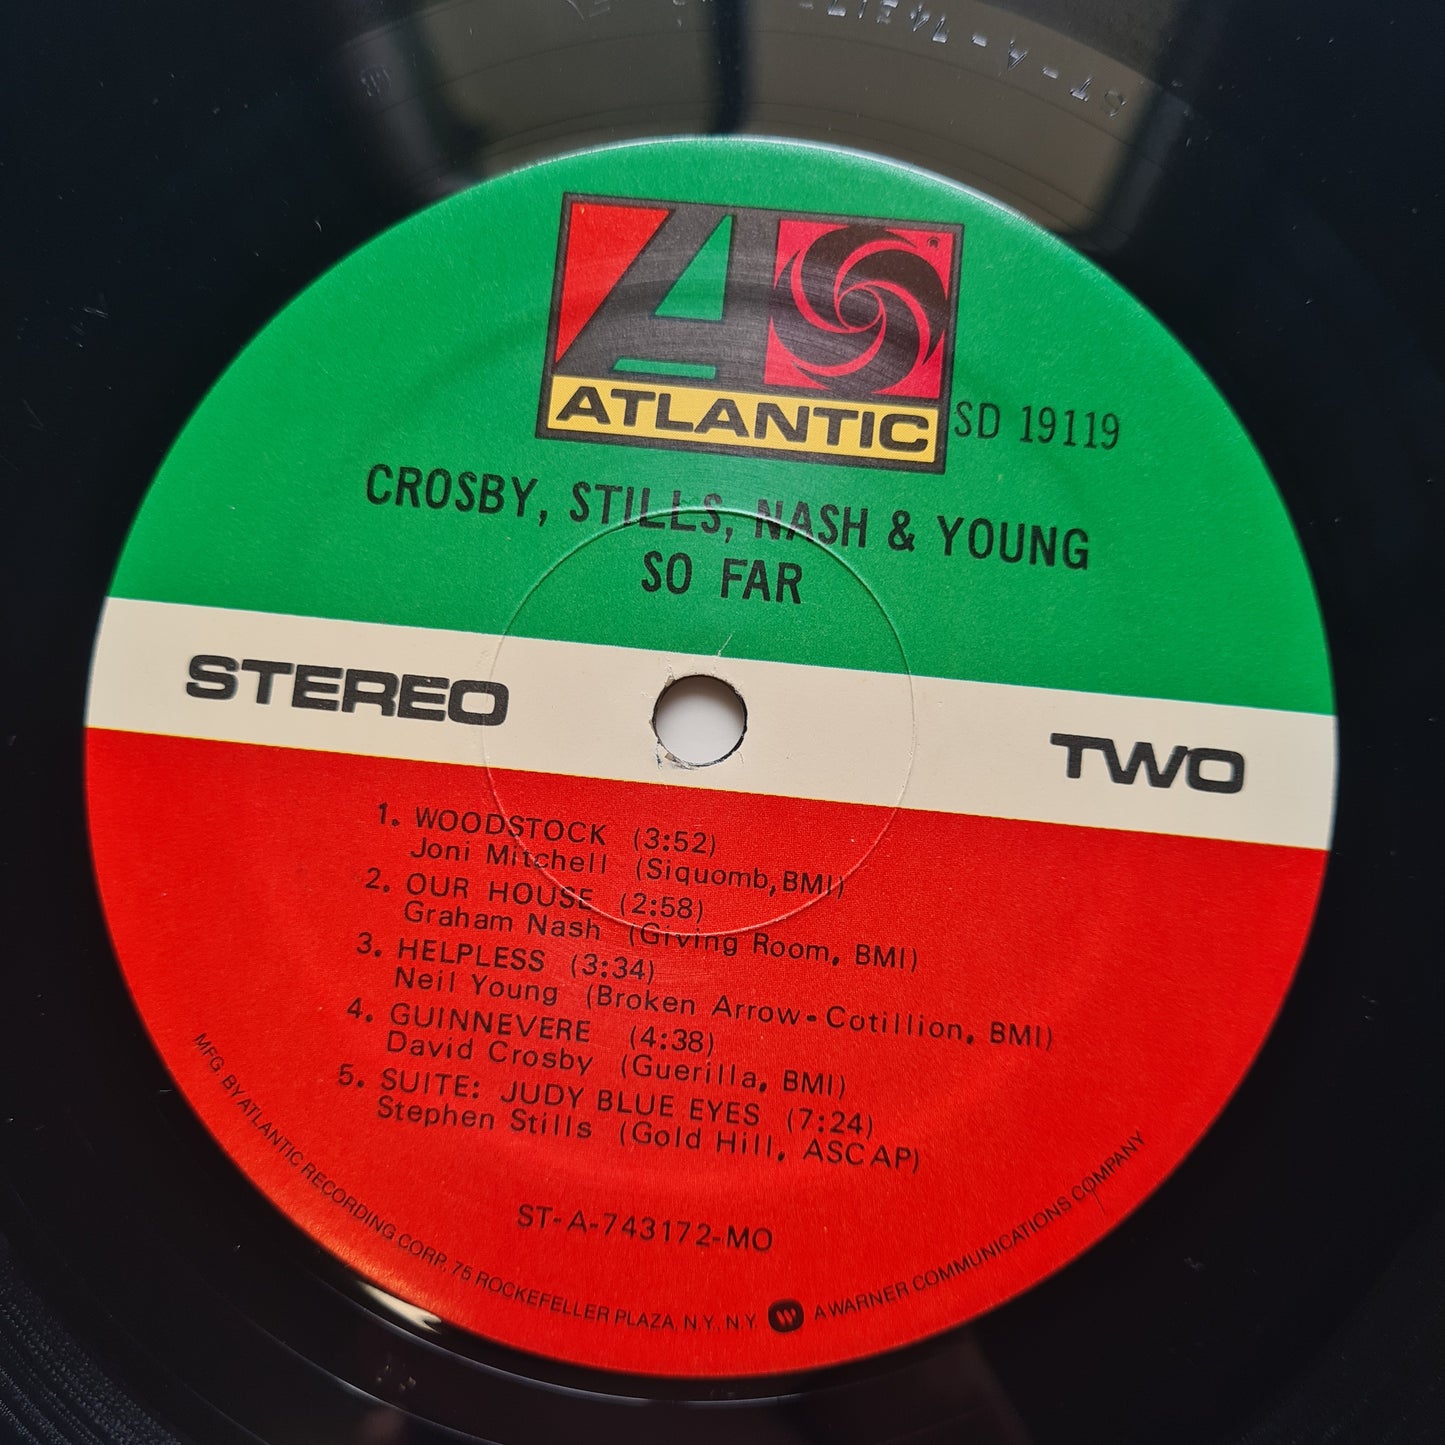 ST-A-7431
ATLANTIC
®
SD 19119
CROSBY, STILLS, NASH & YOUNG
SO FAR
STEREO
TWO
1. WOODSTOCK (3:52)
Joni Mitchell (Siquomb, BMI)
2. OUR HOUSE (2:58)
Graham Nash (Giving Room, BMI)
3. HELPLESS (3:34)
Neil Young (Broken Arrow-Cotillion, BMI)
4. GUINNEVERE (4:38)
David Crosby (Guerilla, BMI)
5. SUITE: JUDY BLUE EYES (7:24)
Stephen Stills (Gold Hill, ASCAP)
ST-A-743172-MO
MFG. BY ATLANTIC RECORDING CORP., 75 ROCKEFELLER PLAZA, N.Y., N.Y. A WARNER COMMUNICATIONS COMPANY